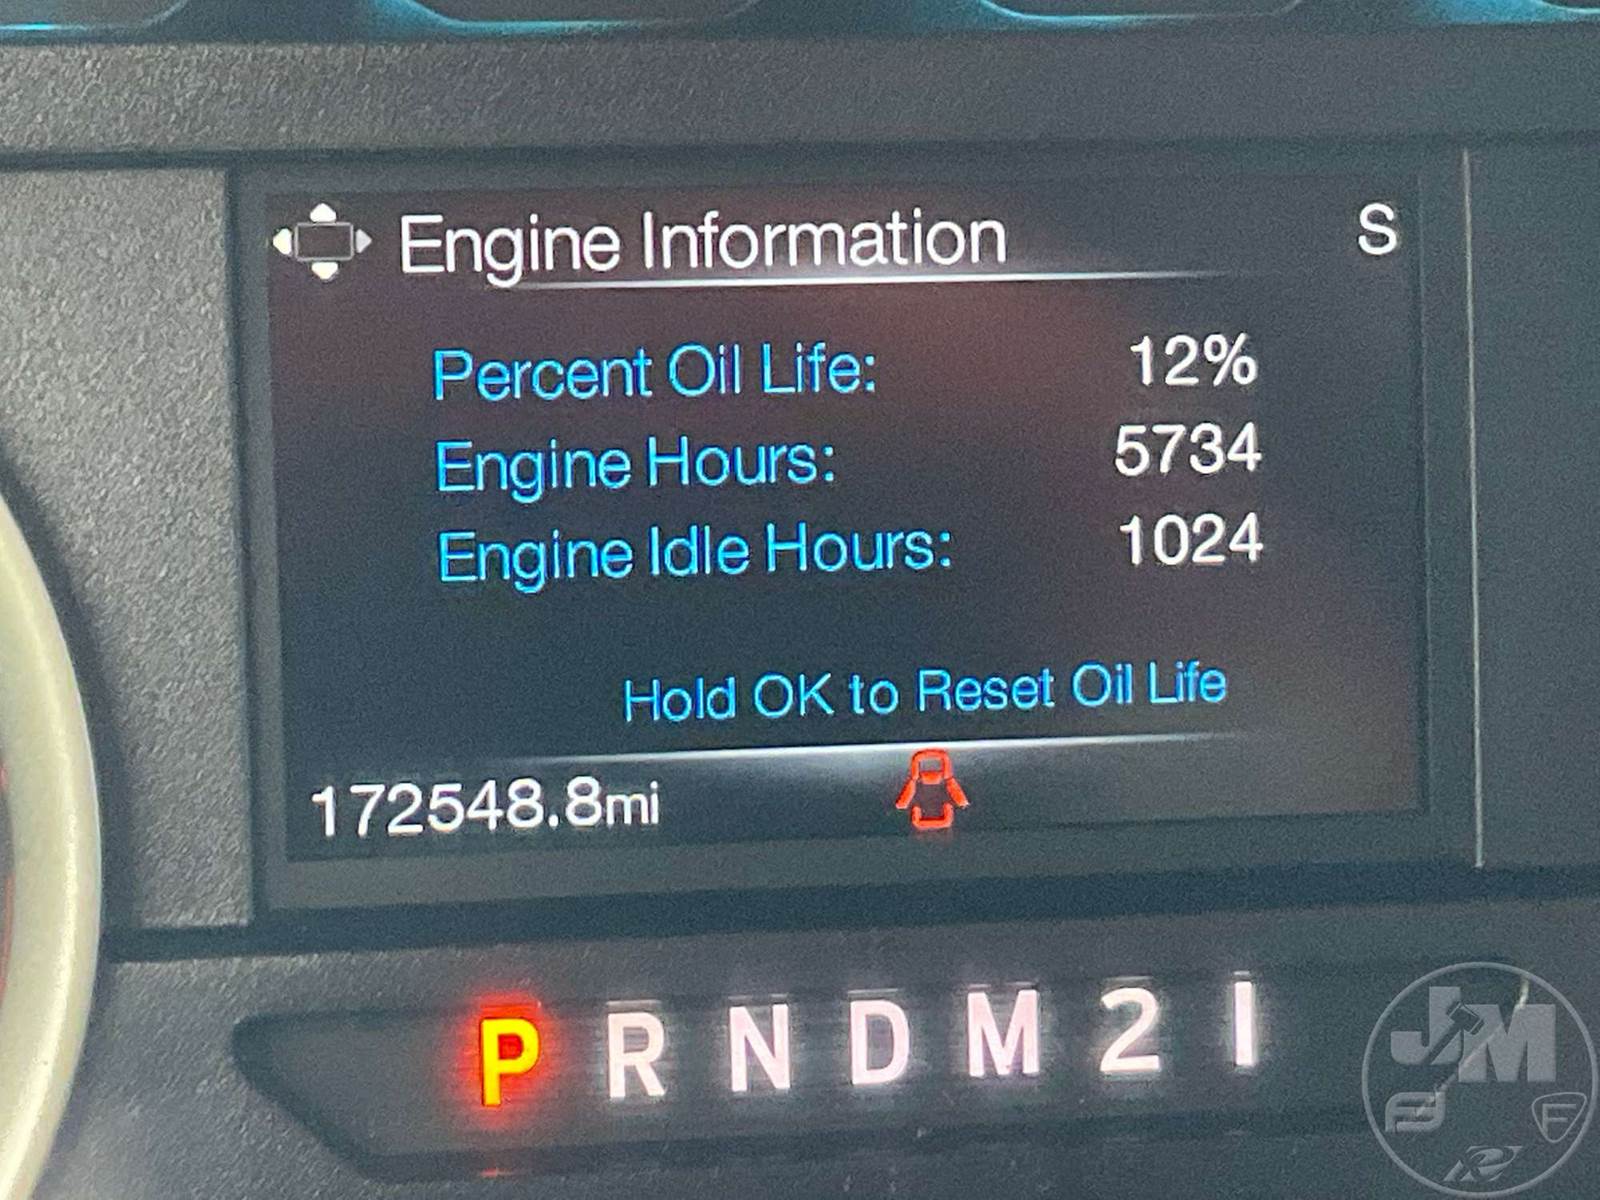 Engine Information S
Percent Oil Life: 12%
Engine Hours: 5734
Engine Idle Hours: 1024
Hold OK to Reset Oil Life
172548.8mi
P R N D M 2 1
JM
F